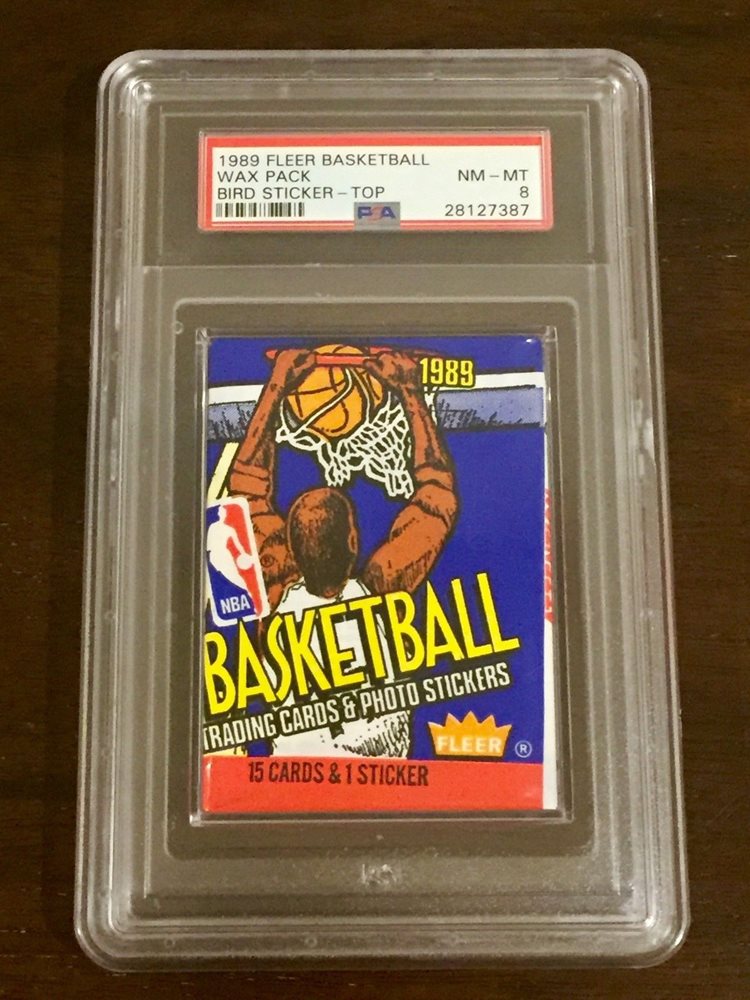 1989 FLEER BASKETBALL
WAX PACK NM - MT
BIRD STICKER - TOP 8
PSA 28127387
1989
NBA
BASKETBALL
TRADING CARDS & PHOTO STICKERS
FLEER ®
15 CARDS & 1 STICKER